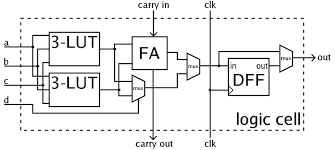 carry in
clk
a
b
c
d
3-LUT
3-LUT
FA
mux
mux
in
out
DFF
mux
out
logic cell
carry out
clk